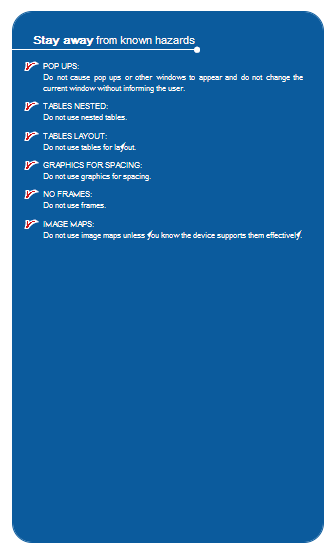 Stay away from known hazards
POP UPS:
Do not cause pop ups or other windows to appear and do not change the
current window without informing the user.
TABLES NESTED:
Do not use nested tables.
TABLES LAYOUT:
Do not use tables for layout.
GRAPHICS FOR SPACING:
Do not use graphics for spacing.
NO FRAMES:
Do not use frames.
IMAGE MAPS:
Do not use image maps unless you know the device supports them effectively.